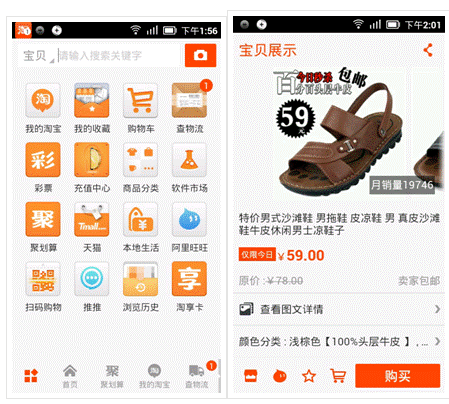 下午1:56
宝贝
请输入搜索关键字
淘
1
我的淘宝
我的收藏
购物车
查物流
彩
彩票
充值中心
商品分类
软件市场
聚
Tmall.com
聚划算
天猫
本地生活
阿里旺旺
享
扫码购物
推推
浏览历史
淘享卡
聚
淘
1
首页
聚划算
我的淘宝
查物流
下午2:01
宝贝展示
百
今日秒杀
包邮
分百头层牛皮
59元
月销量19746
特价男式沙滩鞋 男拖鞋 皮凉鞋 男 真皮沙滩
鞋牛皮休闲男士凉鞋子
仅限今日
¥59.00
原价：¥78.00
卖家包邮
查看图文详情
颜色分类：浅棕色【100%头层牛皮 】, ...
购买